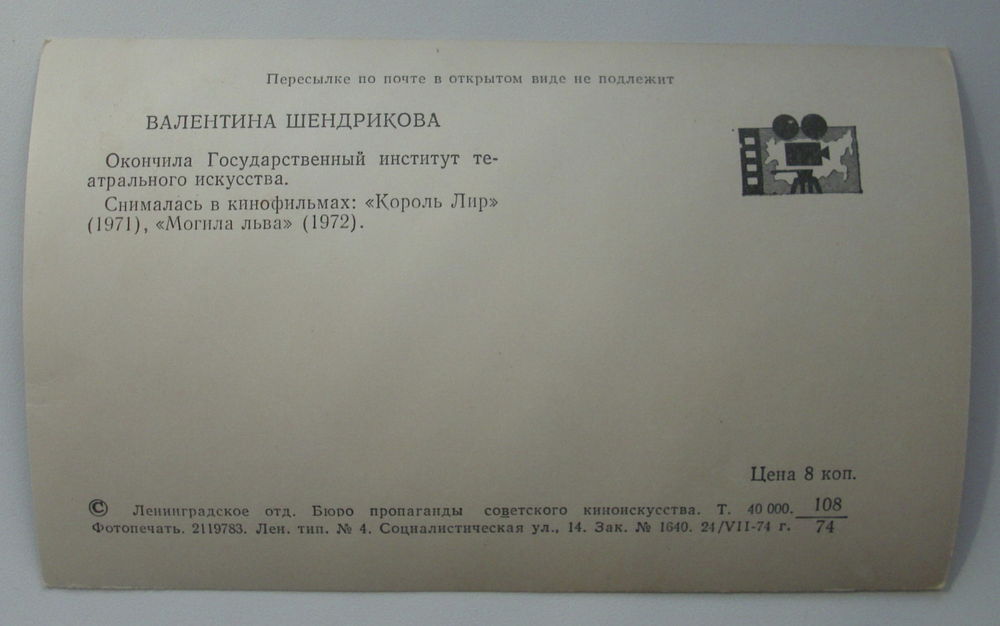 Пересылке по почте в открытом виде не подлежит
ВАЛЕНТИНА ШЕНДРИКОВА
Окончила Государственный институт те-
атрального искусства.
Снималась в кинофильмах: «Король Лир»
(1971), «Могила льва» (1972).
Цена 8 коп.
© Ленинградское отд. Бюро пропаганды советского киноискусства. Т. 40 000. 108
Фотопечать. 2119783. Лен. тип. № 4. Социалистическая ул., 14. Зак. № 1640. 24/VII-74 г. 74